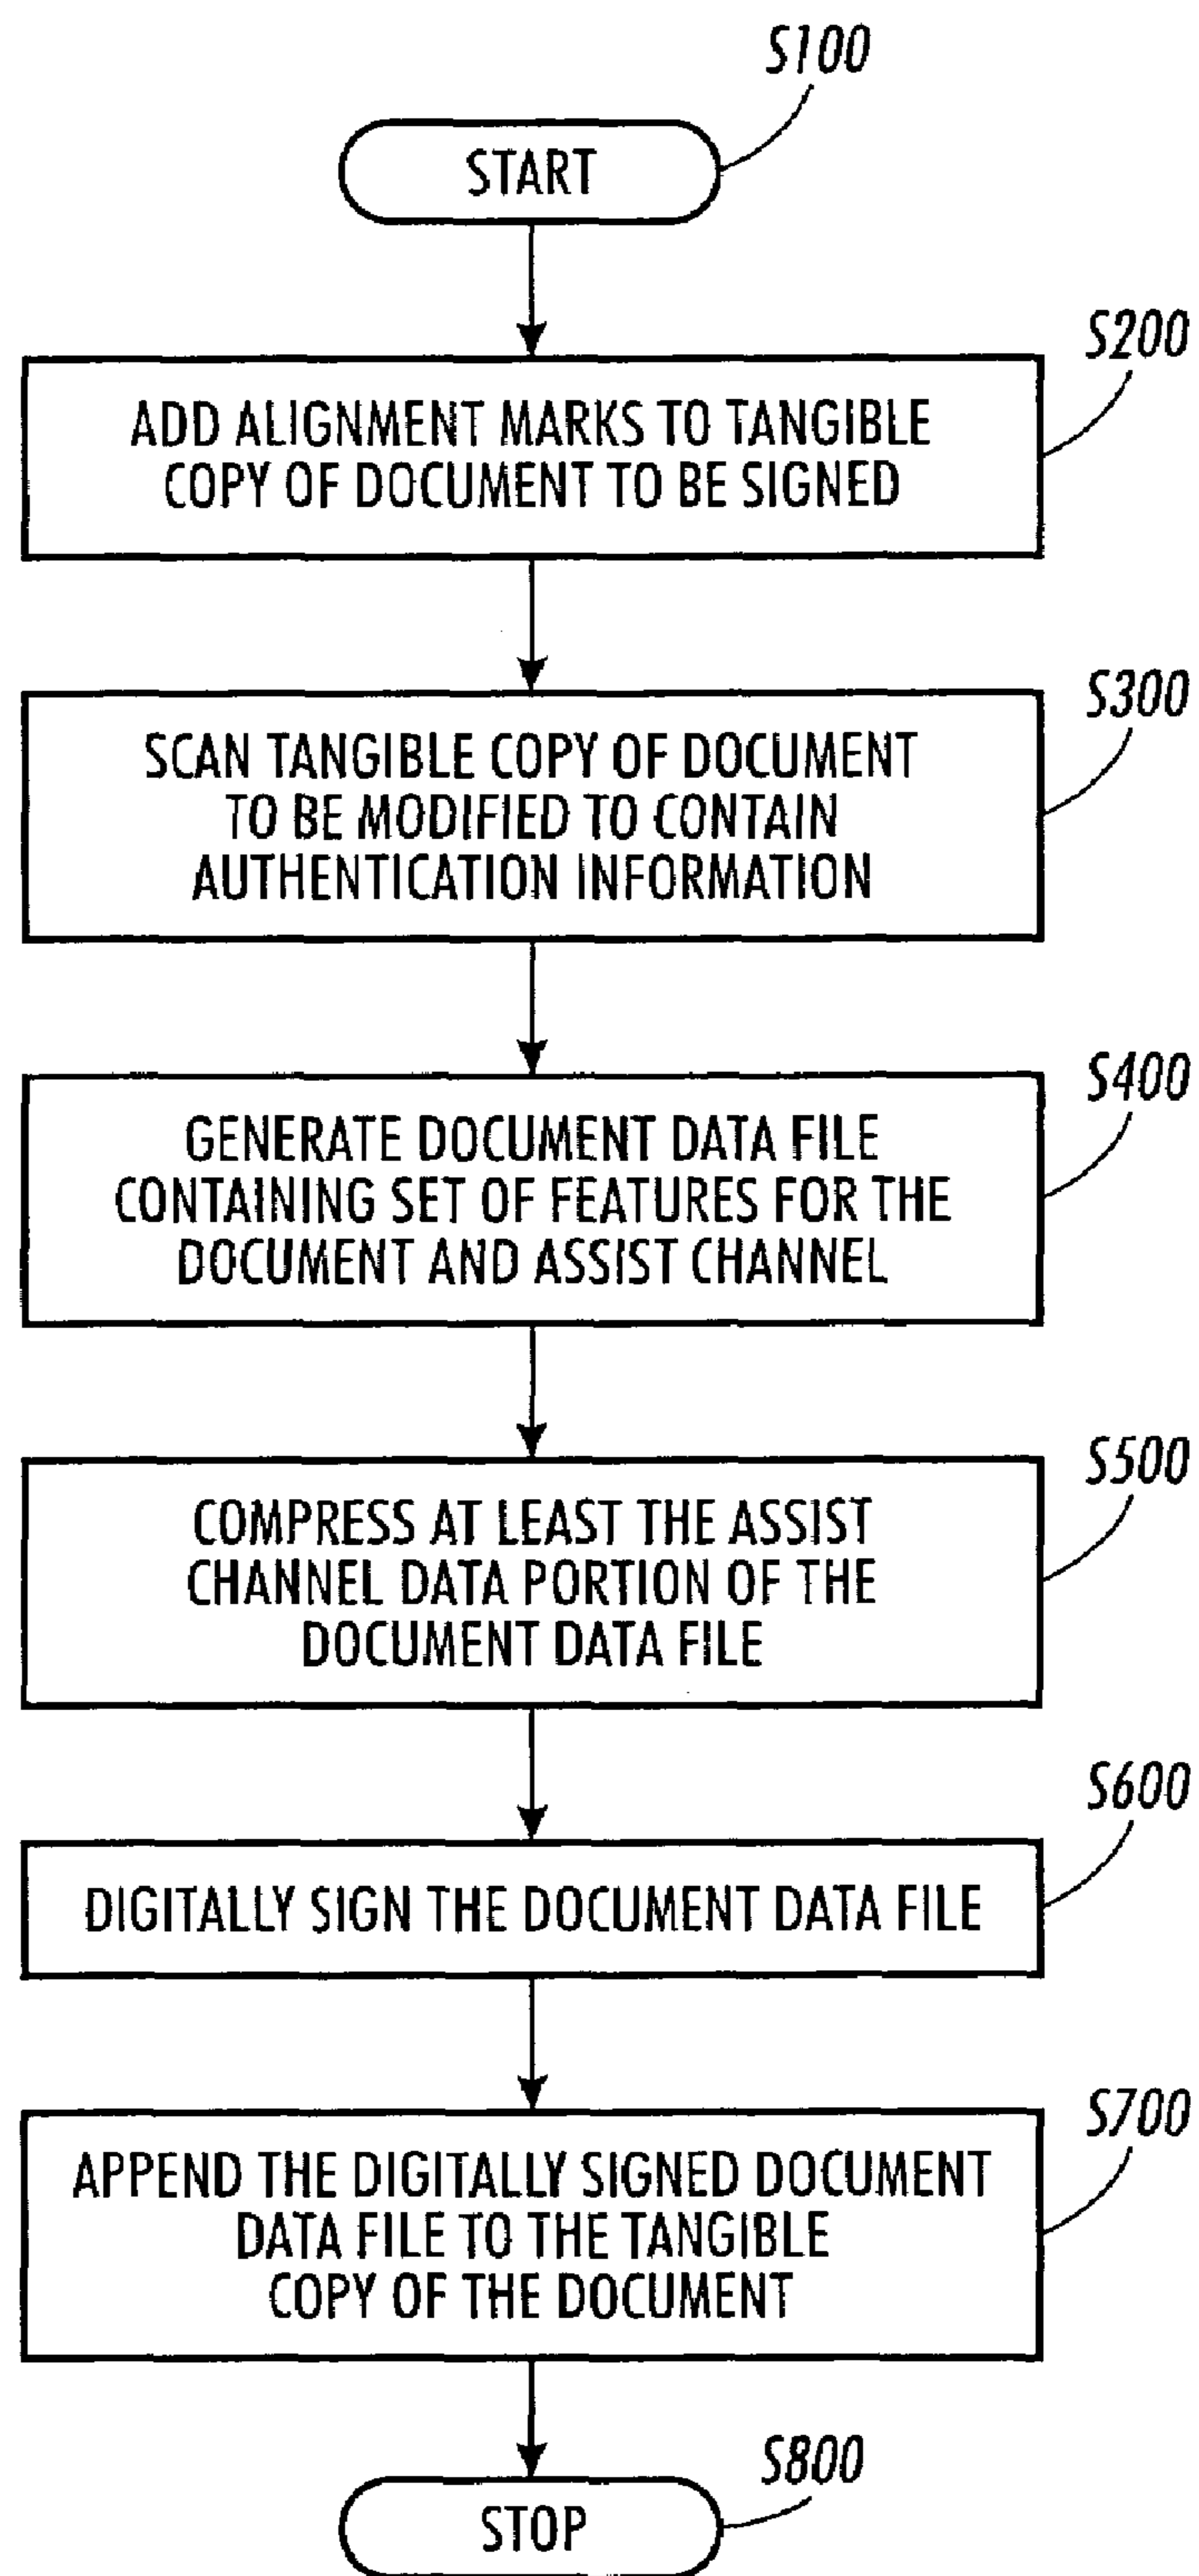 S100
START
S200
ADD ALIGNMENT MARKS TO TANGIBLE
COPY OF DOCUMENT TO BE SIGNED
S300
SCAN TANGIBLE COPY OF DOCUMENT
TO BE MODIFIED TO CONTAIN
AUTHENTICATION INFORMATION
S400
GENERATE DOCUMENT DATA FILE
CONTAINING SET OF FEATURES FOR THE
DOCUMENT AND ASSIST CHANNEL
S500
COMPRESS AT LEAST THE ASSIST
CHANNEL DATA PORTION OF THE
DOCUMENT DATA FILE
S600
DIGITALLY SIGN THE DOCUMENT DATA FILE
S700
APPEND THE DIGITALLY SIGNED DOCUMENT
DATA FILE TO THE TANGIBLE
COPY OF THE DOCUMENT
S800
STOP